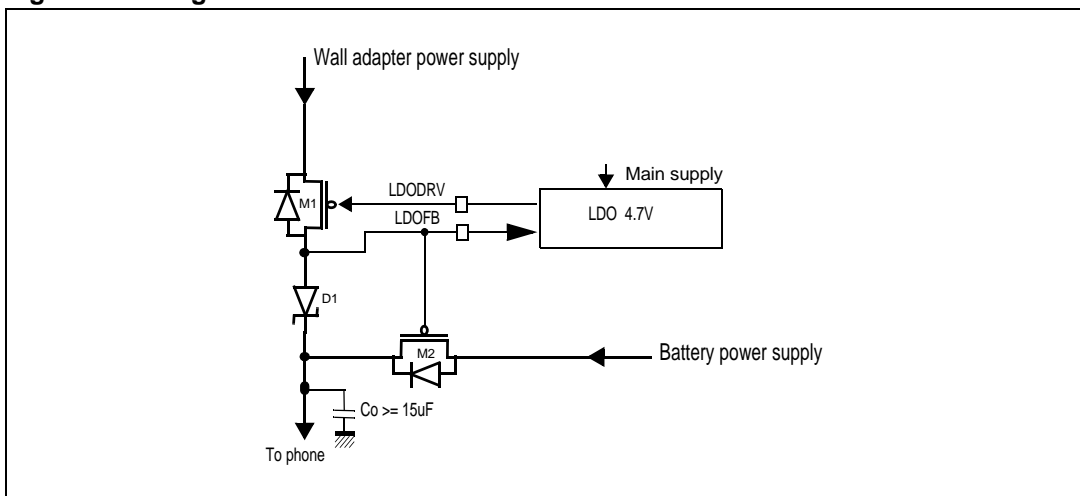 Wall adapter power supply
Main supply
LDODRV
M1
LDO 4.7V
LDOFB
D1
M2
Battery power supply
Co >= 15uF
To phone